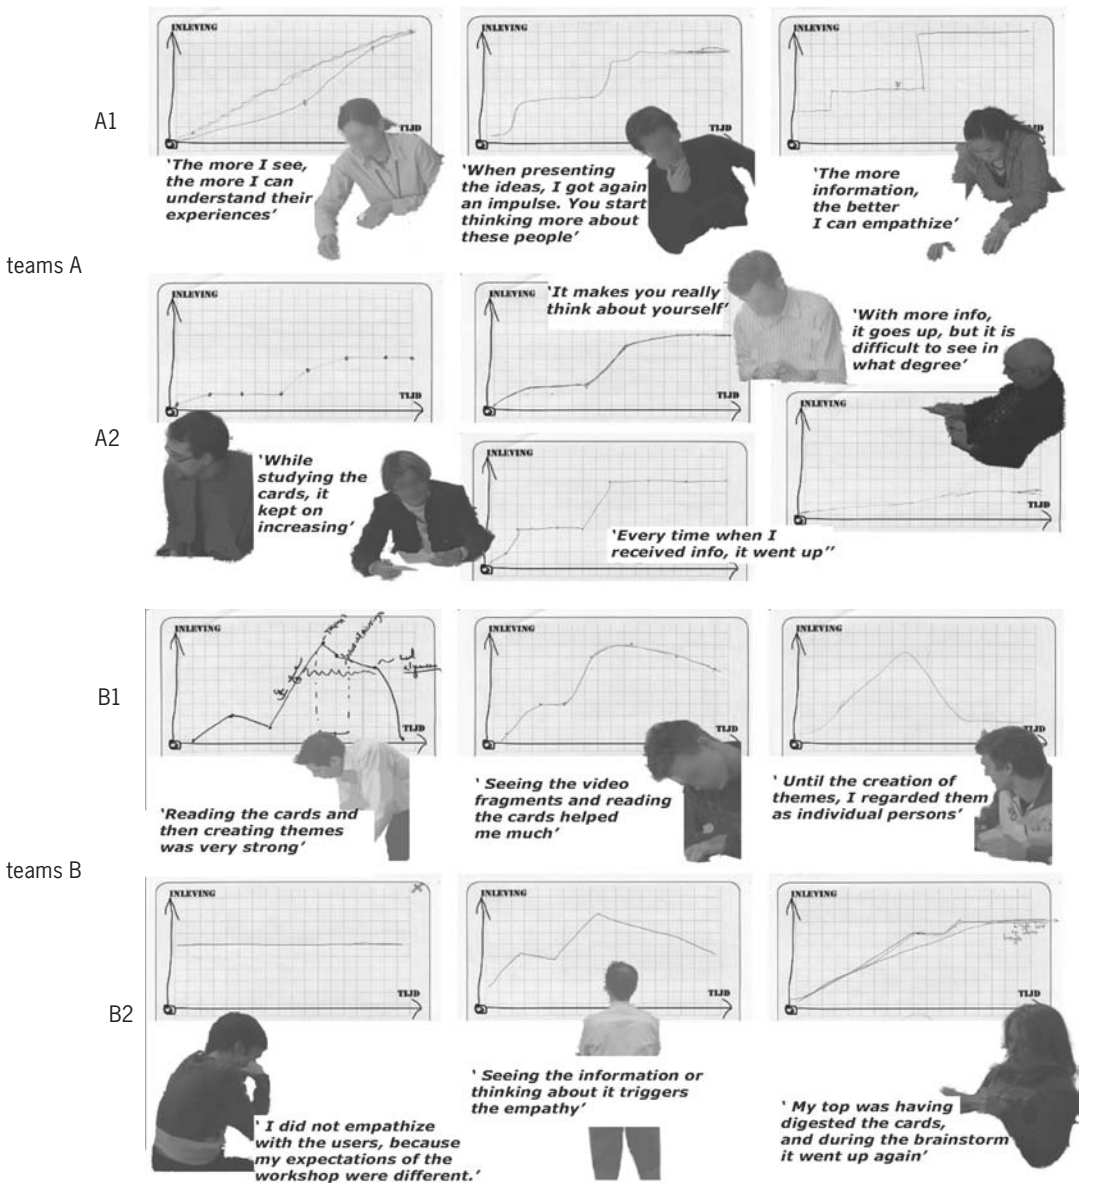 INLEVING
TIJD
INLEVING
TIJD
INLEVING
TIJD
A1
‘The more I see,
the more I can
understand their
experiences’
‘When presenting
the ideas, I got again
an impulse. You start
thinking more about
these people’
‘The more
information,
the better
I can empathize’
teams A
INLEVING
TIJD
INLEVING
‘It makes you really
think about yourself’
‘With more info,
it goes up, but it is
difficult to see in
what degree’
INLEVING
A2
‘While
studying the
cards, it
kept on
increasing’
INLEVING
‘Every time when I
received info, it went up’’
INLEVING
TIJD
INLEVING
TIJD
INLEVING
TIJD
B1
‘Reading the cards and
then creating themes
was very strong’
‘ Seeing the video
fragments and reading
the cards helped
me much’
‘ Until the creation of
themes, I regarded them
as individual persons’
teams B
INLEVING
TIJD
INLEVING
TIJD
INLEVING
TIJD
B2
‘ I did not empathize
with the users, because
my expectations of the
workshop were different.’
‘ Seeing the information or
thinking about it triggers
the empathy’
‘ My top was having
digested the cards,
and during the brainstorm
it went up again’